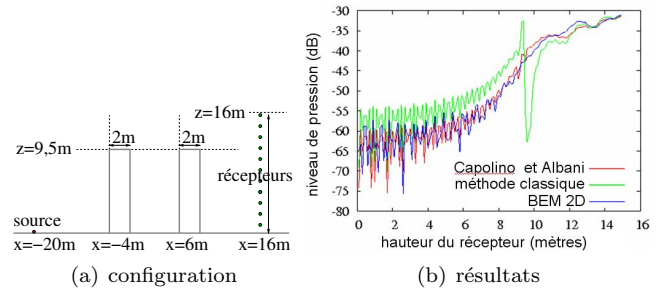 z=16m
2m
2m
z=9,5m
récepteurs
source
x=−20m
x=−4m
x=6m
x=16m
(a) configuration
niveau de pression (dB)
-30
-35
-40
-45
-50
-55
-60
-65
-70
-75
-80
Capolino et Albani
méthode classique
BEM 2D
0
2
4
6
8
10
12
14
16
hauteur du récepteur (mètres)
(b) résultats